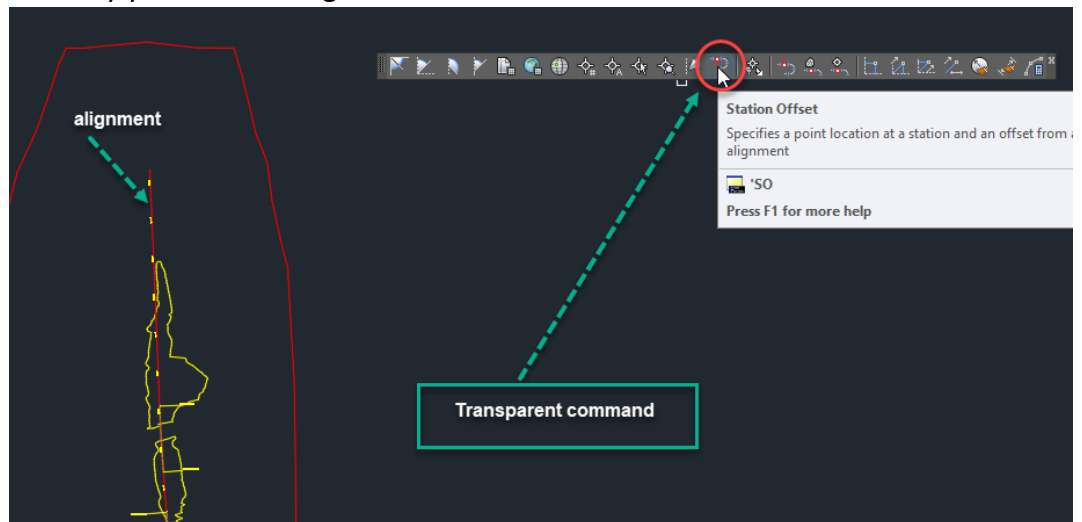 alignment
Station Offset
Specifies a point location at a station and an offset from
alignment
'SO
Press F1 for more help
Transparent command